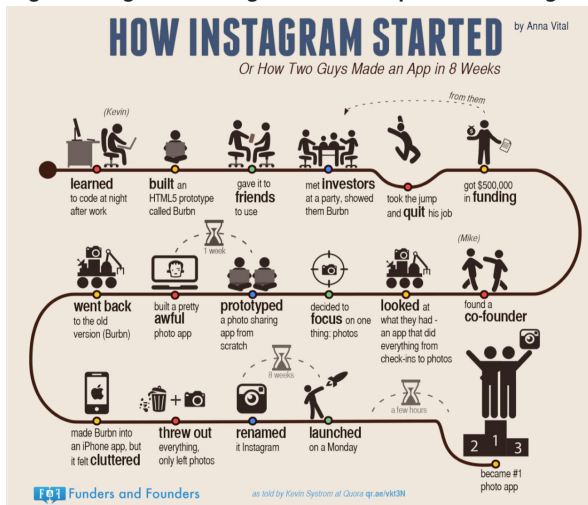 HOW INSTAGRAM STARTED
by Anna Vital
Or How Two Guys Made an App in 8 Weeks
(Kevin)
from them
learned
to code at night
after work
built an
HTML5 prototype
called Burbn
gave it to
friends
to use
met investors
at a party, showed
them Burbn
took the jump
and quit his job
got $500,000
in funding
(Mike)
1 week
went back
to the old
version (Burbn)
built a pretty
awful
photo app
prototyped
a photo sharing
app from
scratch
decided to
focus on one
thing: photos
looked at
what they had -
an app that did
everything from
check-ins to photos
found a
co-founder
8 weeks
a few hours
made Burbn into
an iPhone app, but
it felt cluttered
threw out
everything,
only left photos
renamed
it Instagram
launched
on a Monday
2 1 3
became #1
photo app
F&F Funders and Founders
as told by Kevin Systrom at Quora qr.ae/vkt3N